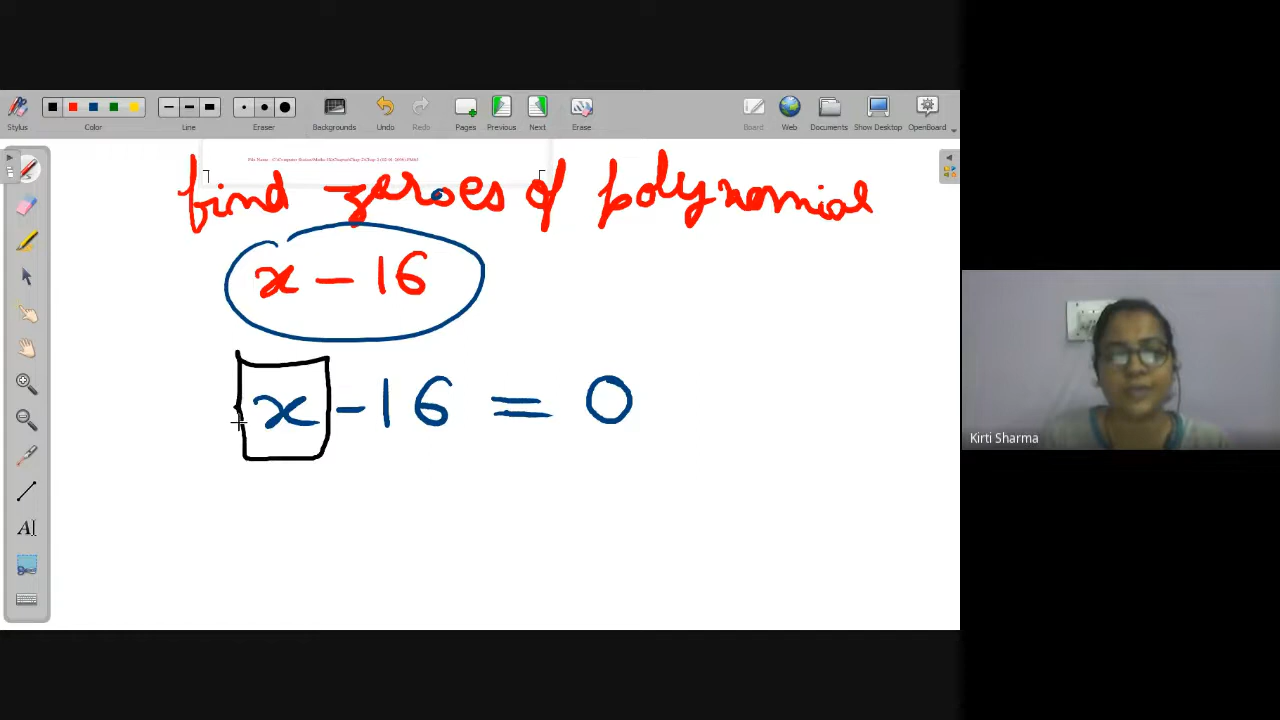 Stylus Color Line Eraser Backgrounds Undo Redo Pages Previous Next Erase Board Web Documents Show Desktop OpenBoard
find zeroes of polynomial
x - 16
x - 16 = 0
Kirti Sharma